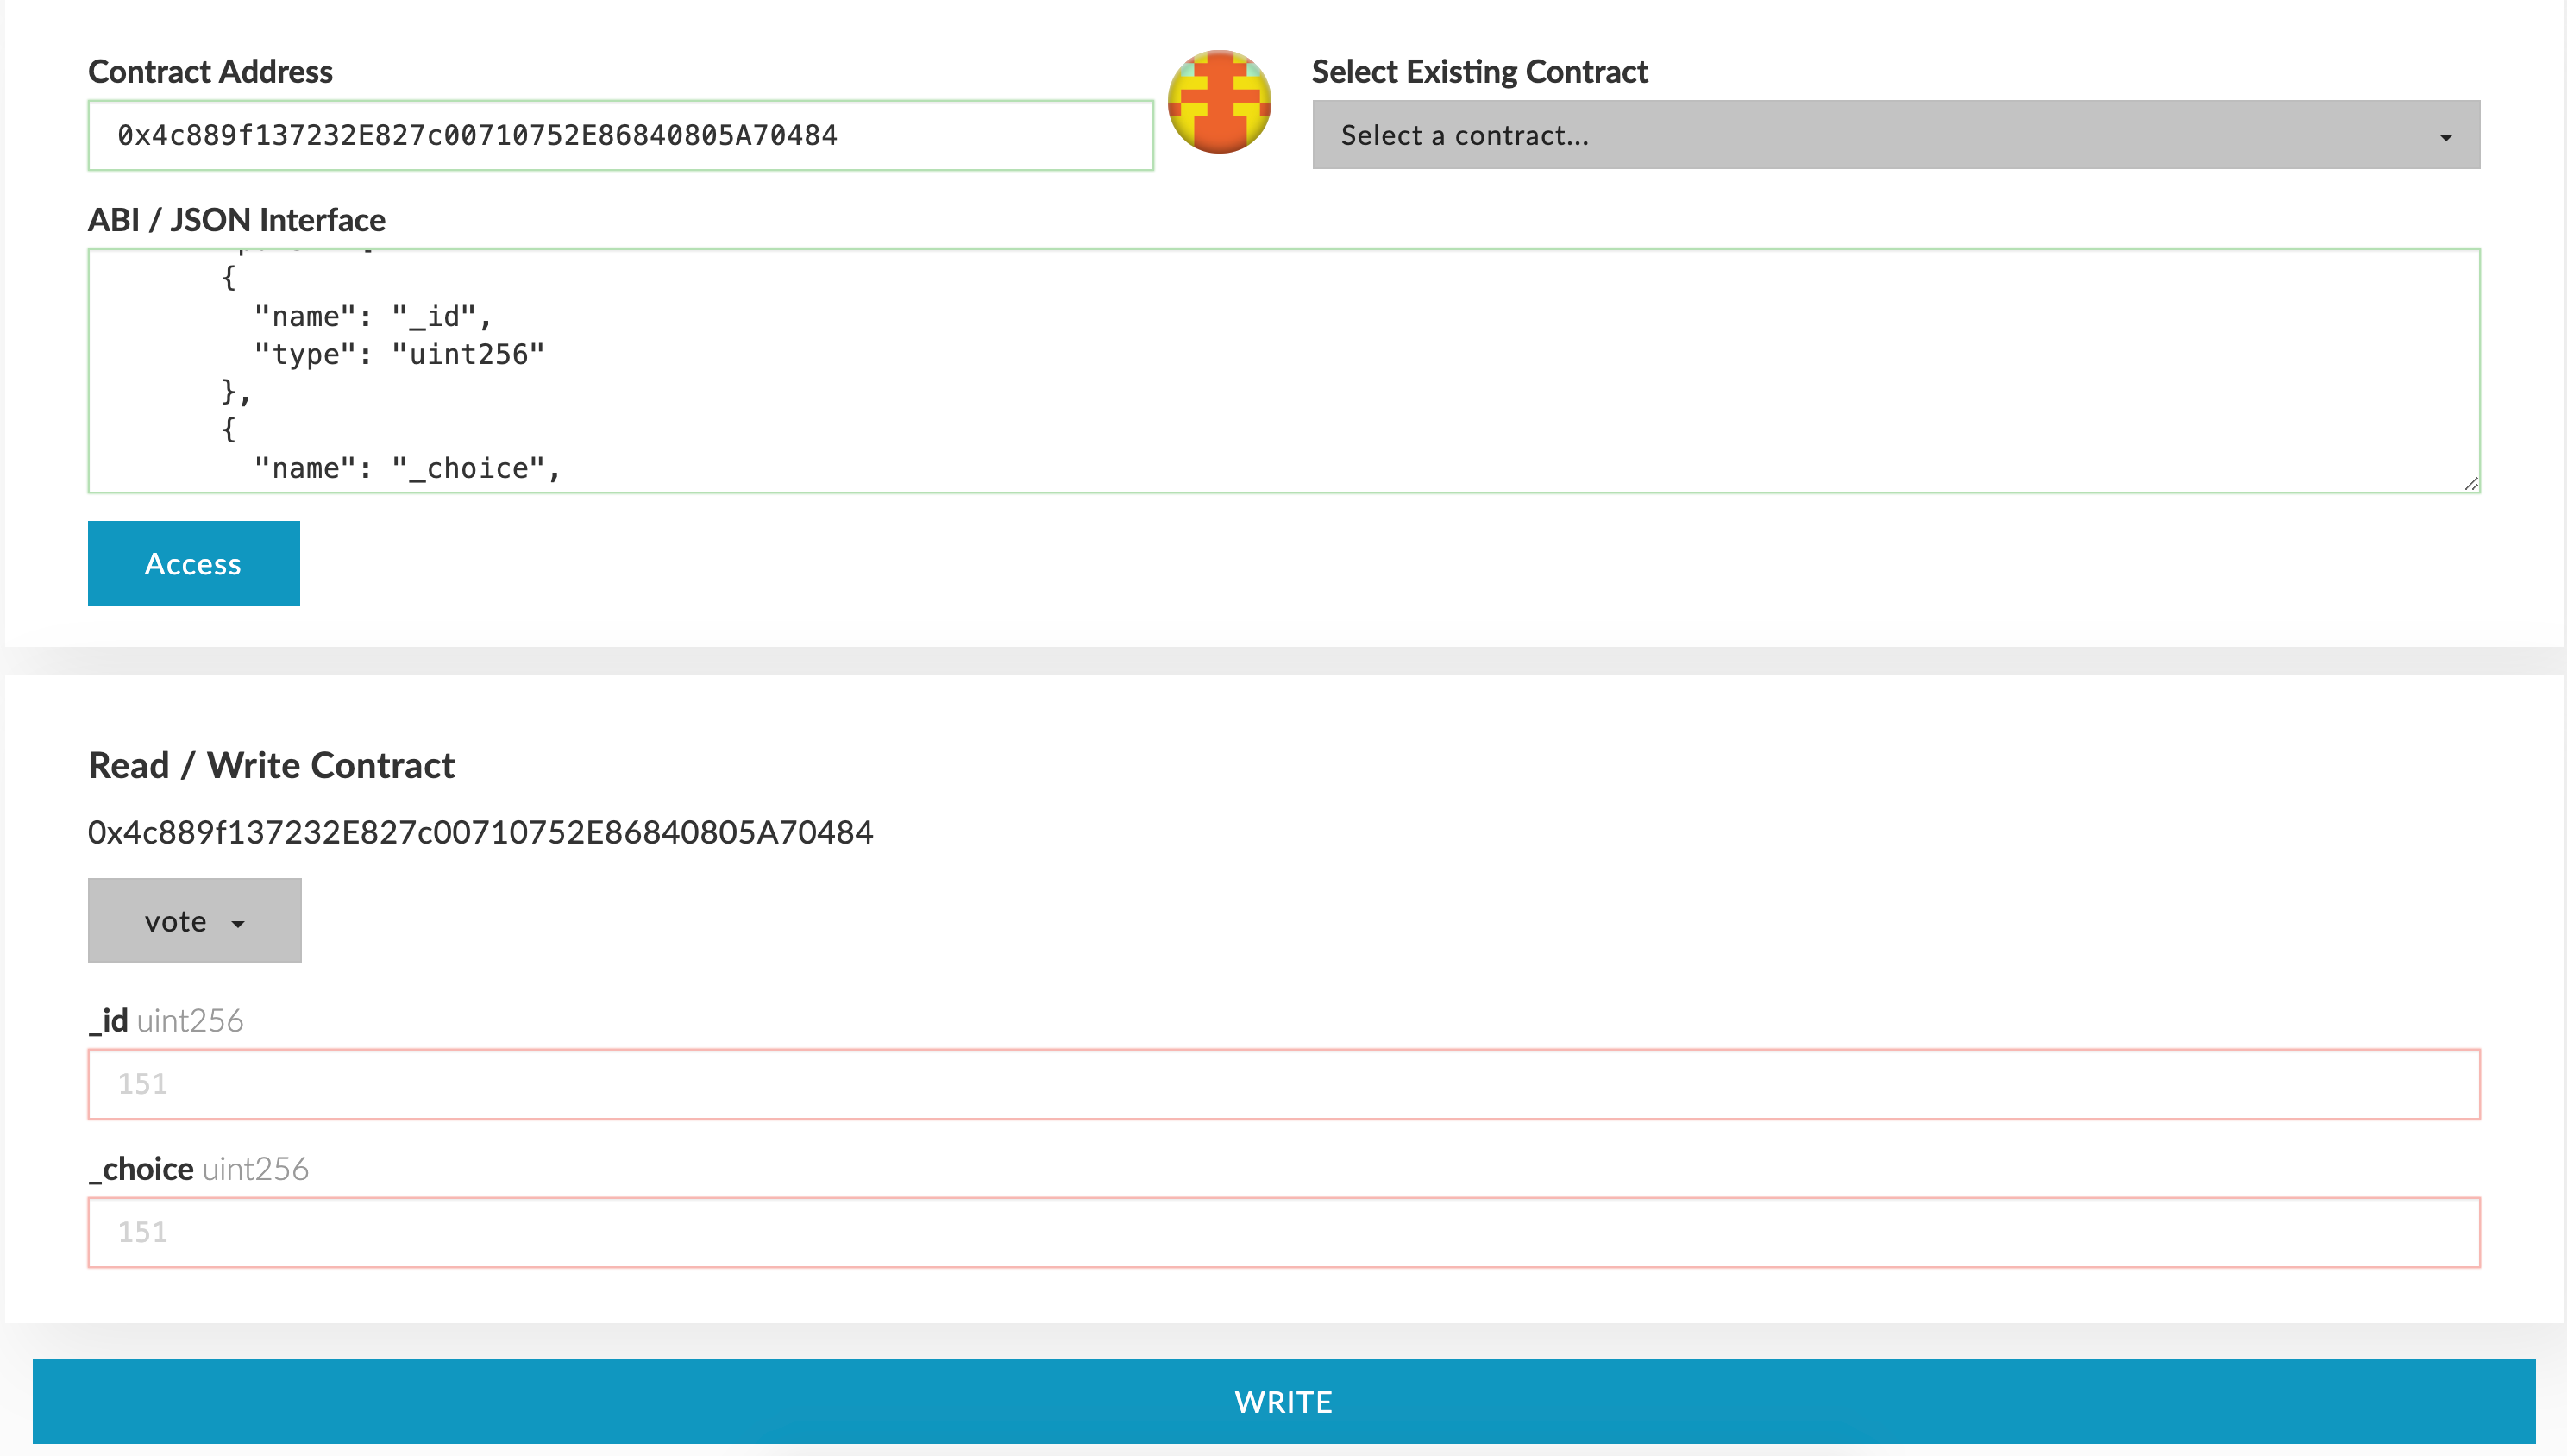 Contract Address
Select Existing Contract
0x4c889f137232E827c00710752E86840805A70484
Select a contract...
ABI / JSON Interface
{
"name": "_id",
"type": "uint256"
},
{
"name": "_choice",
Access
Read / Write Contract
0x4c889f137232E827c00710752E86840805A70484
vote
_id uint256
151
_choice uint256
151
WRITE